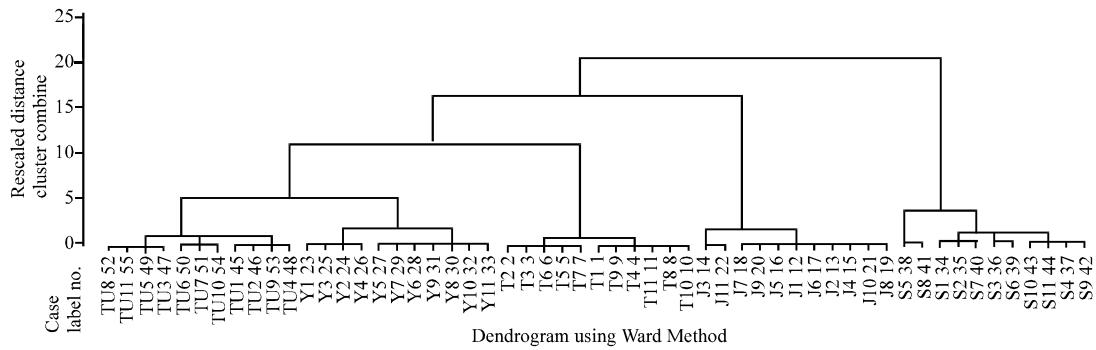 25
20
15
10
5
0
Rescaled distance
cluster combine
Case
label no.
TU8 52
TU11 55
TU5 49
TU3 47
TU6 50
TU7 51
TU10 54
TU1 45
TU2 46
TU9 53
TU4 48
Y1 23
Y3 25
Y2 24
Y4 26
Y5 27
Y7 29
Y6 28
Y9 31
Y8 30
Y10 32
Y11 33
T2 2
T3 3
T6 6
T5 5
T7 7
T1 1
T9 9
T4 4
T11 11
T8 8
T10 10
J3 14
J11 22
J7 18
J9 20
J5 16
J1 12
J6 17
J2 13
J4 15
J10 21
J8 19
S5 38
S8 41
S1 34
S2 35
S7 40
S3 36
S6 39
S10 43
S11 44
S4 37
S9 42
Dendrogram using Ward Method